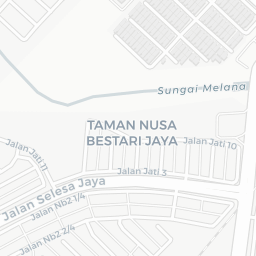 Sungai Melana
TAMAN NUSA
BESTARI JAYA
Jalan Jati 10
Jalan Jati 11
Jalan Jati 3
Jalan Selesa Jaya
Jalan Nb2 1/4
Jalan Nb2 2/4